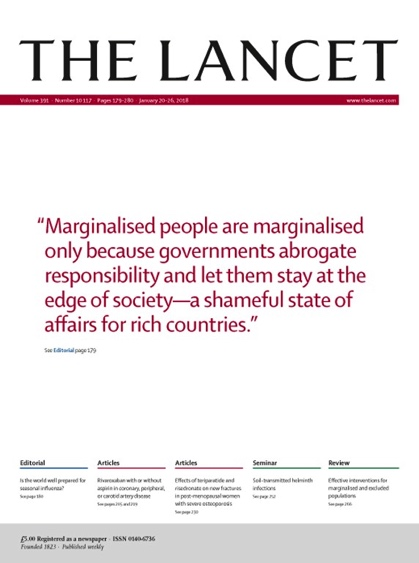 THE LANCET
Volume 391 · Number 10 117 · Pages 179–280 · January 20–26, 2018 www.thelancet.com
“Marginalised people are marginalised
only because governments abrogate
responsibility and let them stay at the
edge of society—a shameful state of
affairs for rich countries.”
See Editorial page 179
Editorial
Is the world well prepared for
seasonal influenza?
See page 180
Articles
Rivaroxaban with or without
aspirin in coronary, peripheral,
or carotid artery disease
See pages 205 and 219
Articles
Effects of teriparatide and
risedronate on new fractures
in post-menopausal women
with severe osteoporosis
See page 230
Seminar
Soil-transmitted helminth
infections
See page 252
Review
Effective interventions for
marginalised and excluded
populations
See page 266
£5.00 Registered as a newspaper · ISSN 0140-6736
Founded 1823 · Published weekly